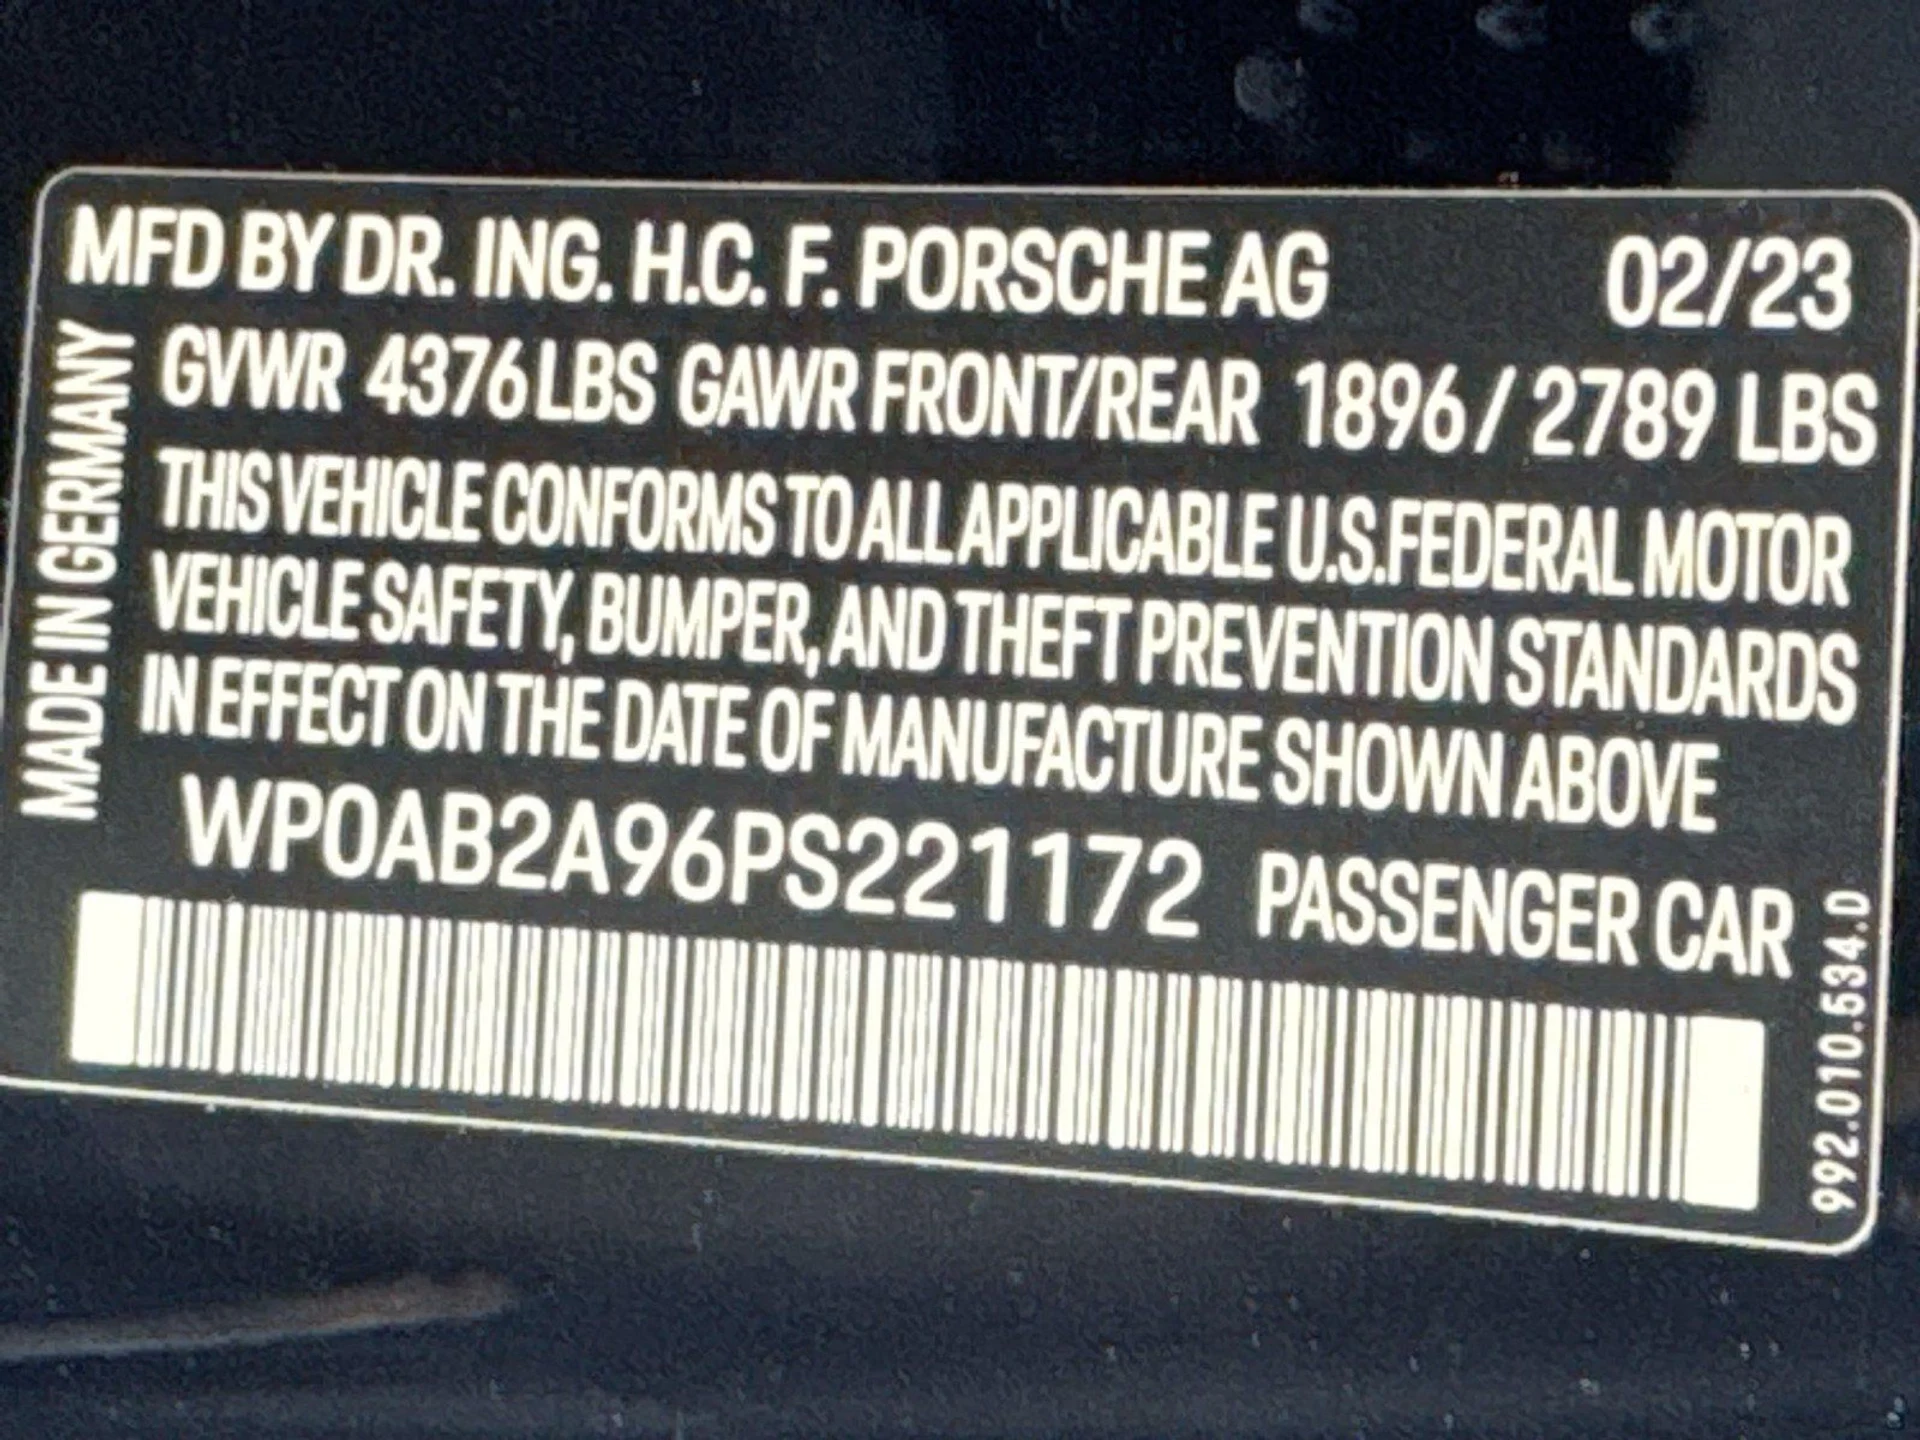 MFD BY DR. ING. H.C. F. PORSCHE AG 02/23
MADE IN GERMANY
GVWR 4376 LBS GAWR FRONT/REAR 1896 / 2789 LBS
THIS VEHICLE CONFORMS TO ALL APPLICABLE U.S.FEDERAL MOTOR
VEHICLE SAFETY, BUMPER, AND THEFT PREVENTION STANDARDS
IN EFFECT ON THE DATE OF MANUFACTURE SHOWN ABOVE
WP0AB2A96PS221172 PASSENGER CAR
992.010.534.D